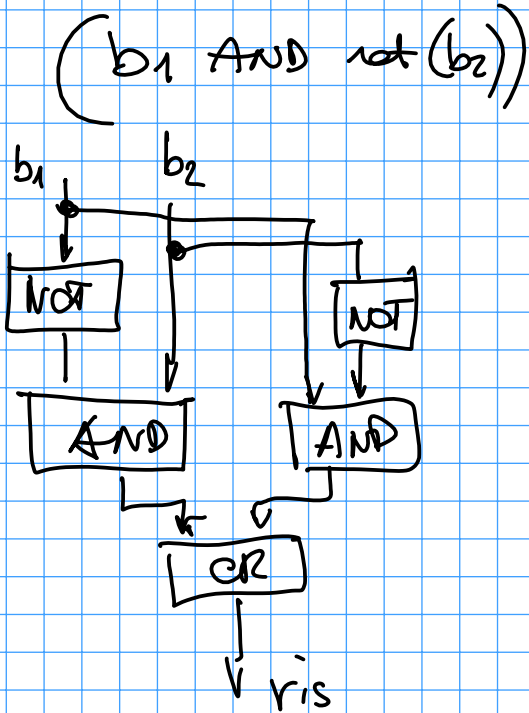 (b1 AND not(b2))
b1 b2
NOT NOT
AND AND
OR
ris